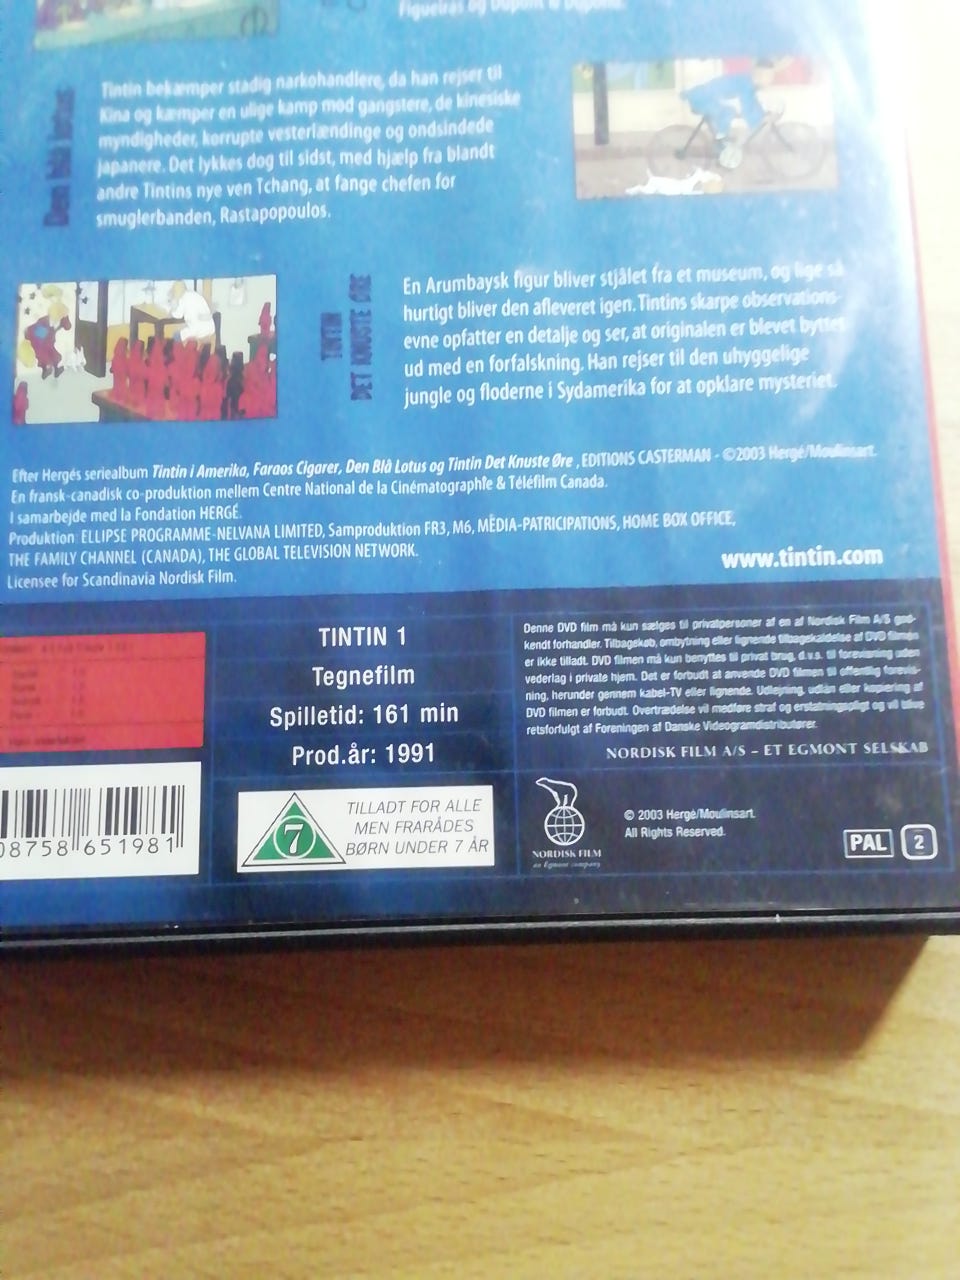 Figueiras og Dupont & Dupond.
Den blå lotus
Tintin bekæmper stadig narkohandlere, da han rejser til
Kina og kæmper en ulige kamp mod gangstere, de kinesiske
myndigheder, korrupte vesterlændinge og ondsindede
japanere. Det lykkes dog til sidst, med hjælp fra blandt
andre Tintins nye ven Tchang, at fange chefen for
smuglerbanden, Rastapopoulos.
TINTIN
DET KNUSTE ØRE
En Arumbaysk figur bliver stjålet fra et museum, og lige så
hurtigt bliver den afleveret igen. Tintins skarpe observations-
evne opfatter en detalje og ser, at originalen er blevet byttet
ud med en forfalskning. Han rejser til den uhyggelige
jungle og floderne i Sydamerika for at opklare mysteriet.
Efter Hergés seriealbum Tintin i Amerika, Faraos Cigarer, Den Blå Lotus og Tintin Det Knuste Øre , EDITIONS CASTERMAN - ©2003 Hergé/Moulinsart.
En fransk-canadisk co-produktion mellem Centre National de la Cinématographie & Téléfilm Canada.
I samarbejde med la Fondation HERGÉ.
Produktion: ELLIPSE PROGRAMME-NELVANA LIMITED, Samproduktion FR3, M6, MÉDIA-PATRICIPATIONS, HOME BOX OFFICE,
THE FAMILY CHANNEL (CANADA), THE GLOBAL TELEVISION NETWORK.
Licensee for Scandinavia Nordisk Film.
www.tintin.com
TINTIN 1
Tegnefilm
Spilletid: 161 min
Prod.år: 1991
Denne DVD film må kun sælges til privatpersoner af en af Nordisk Film A/S god-
kendt forhandler. Tilbagekøb, ombytning eller lignende tilbagekaldelse af DVD filmen
er ikke tilladt. DVD filmen må kun benyttes til privat brug, d.v.s. til forevisning uden
vederlag i private hjem. Det er forbudt at anvende DVD filmen til offentlig forevis-
ning, herunder gennem kabel-TV eller lignende. Udlejning, udlån eller kopiering af
DVD filmen er forbudt. Overtrædelse vil medføre straf og erstatningspligt og vil blive
retsforfulgt af Foreningen af Danske Videogramdistributører.
NORDISK FILM A/S – ET EGMONT SELSKAB
08758 651981
7
TILLADT FOR ALLE
MEN FRARÅDES
BØRN UNDER 7 ÅR
NORDISK FILM
an Egmont company
© 2003 Hergé/Moulinsart.
All Rights Reserved.
PAL
2